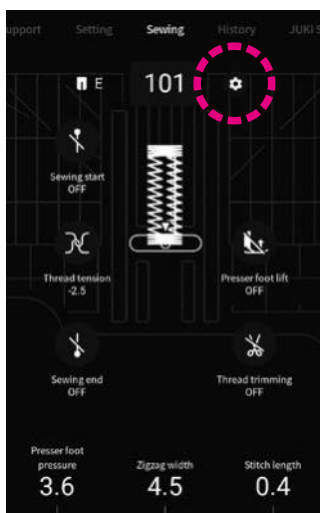 upport Setting Sewing History JUKI S
E 101
Sewing start
OFF
Thread tension
-2.5
Presser foot lift
OFF
Sewing end
OFF
Thread trimming
OFF
Presser foot
pressure
3.6
Zigzag width
4.5
Stitch length
0.4